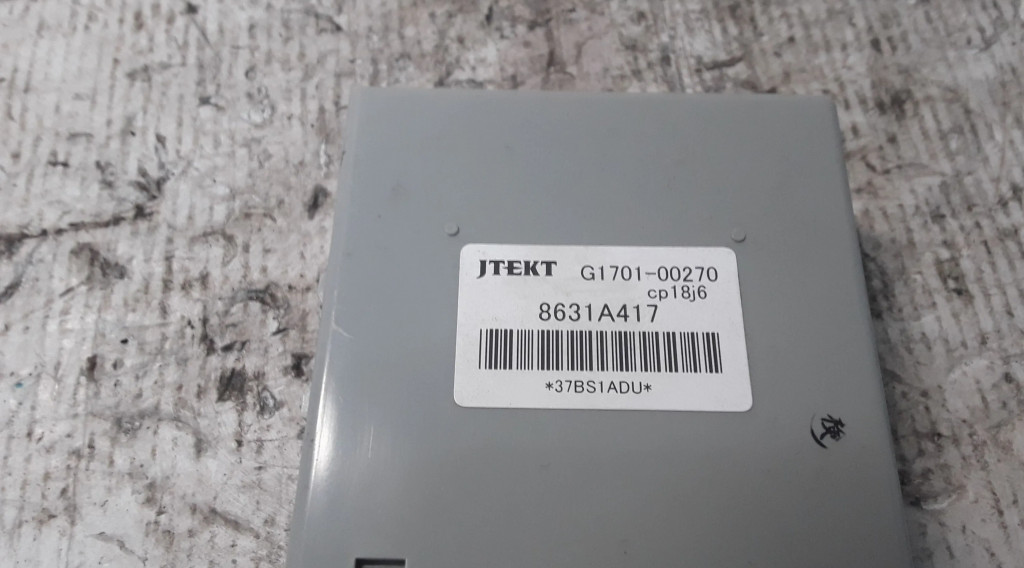 JTEKT G1701-00270
cp18j6
8631A417
*37BS1ADU*